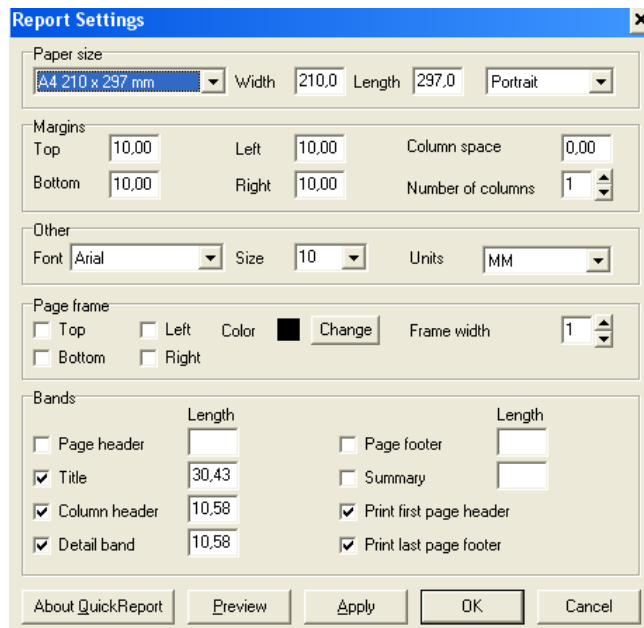 Report Settings
Paper size
A4 210 x 297 mm Width 210,0 Length 297,0 Portrait
Margins
Top 10,00 Left 10,00 Column space 0,00
Bottom 10,00 Right 10,00 Number of columns 1
Other
Font Arial Size 10 Units MM
Page frame
Top Left Color Change Frame width 1
Bottom Right
Bands
Length Length
Page header Page footer
Title 30,43 Summary
Column header 10,58 Print first page header
Detail band 10,58 Print last page footer
About QuickReport Preview Apply OK Cancel